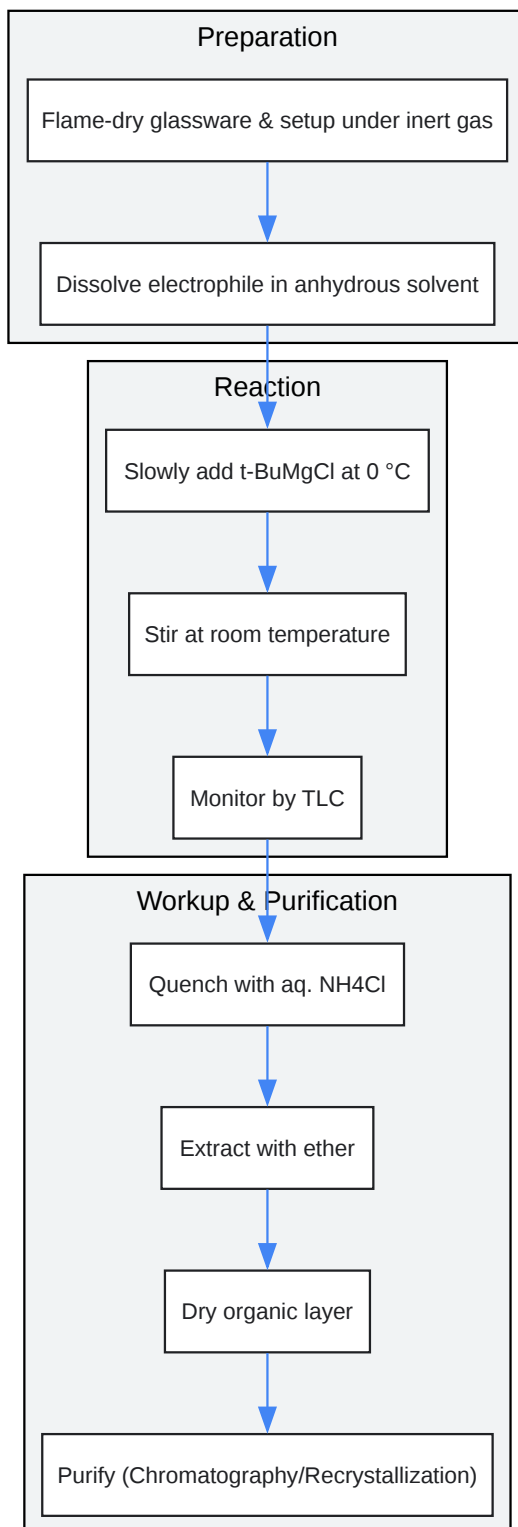 Preparation
Flame-dry glassware & setup under inert gas
Dissolve electrophile in anhydrous solvent
Reaction
Slowly add t-BuMgCl at 0 °C
Stir at room temperature
Monitor by TLC
Workup & Purification
Quench with aq. NH4Cl
Extract with ether
Dry organic layer
Purify (Chromatography/Recrystallization)